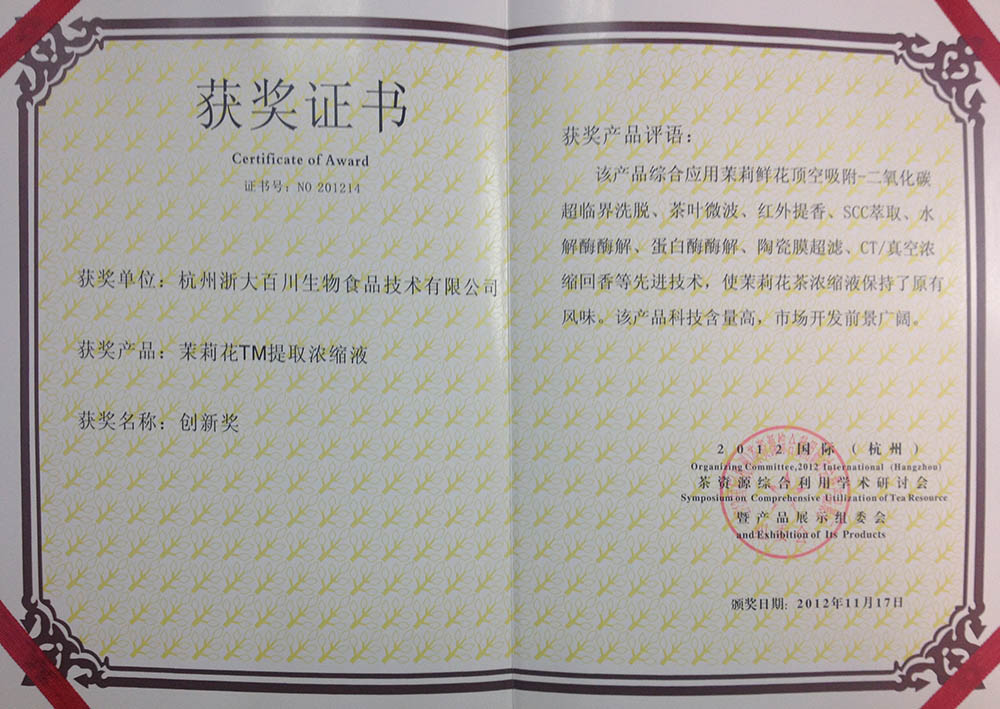 获奖证书
Certificate of Award
证书号：NO 201214
获奖单位：杭州浙大百川生物食品技术有限公司
获奖产品：茉莉花TM提取浓缩液
获奖名称：创新奖
获奖产品评语：
该产品综合应用茉莉鲜花顶空吸附-二氧化碳
超临界洗脱、茶叶微波、红外提香、SCC萃取、水
解酶酶解、蛋白酶酶解、陶瓷膜超滤、CT/真空浓
缩回香等先进技术，使茉莉花茶浓缩液保持了原有
风味。该产品科技含量高，市场开发前景广阔。
2012国际（杭州）
Organizing Committee,2012 International (Hangzhou)
茶资源综合利用学术研讨会
Symposium on Comprehensive Utilization of Tea Resource
暨产品展示组委会
and Exhibition of Its Products
颁奖日期：2012年11月17日